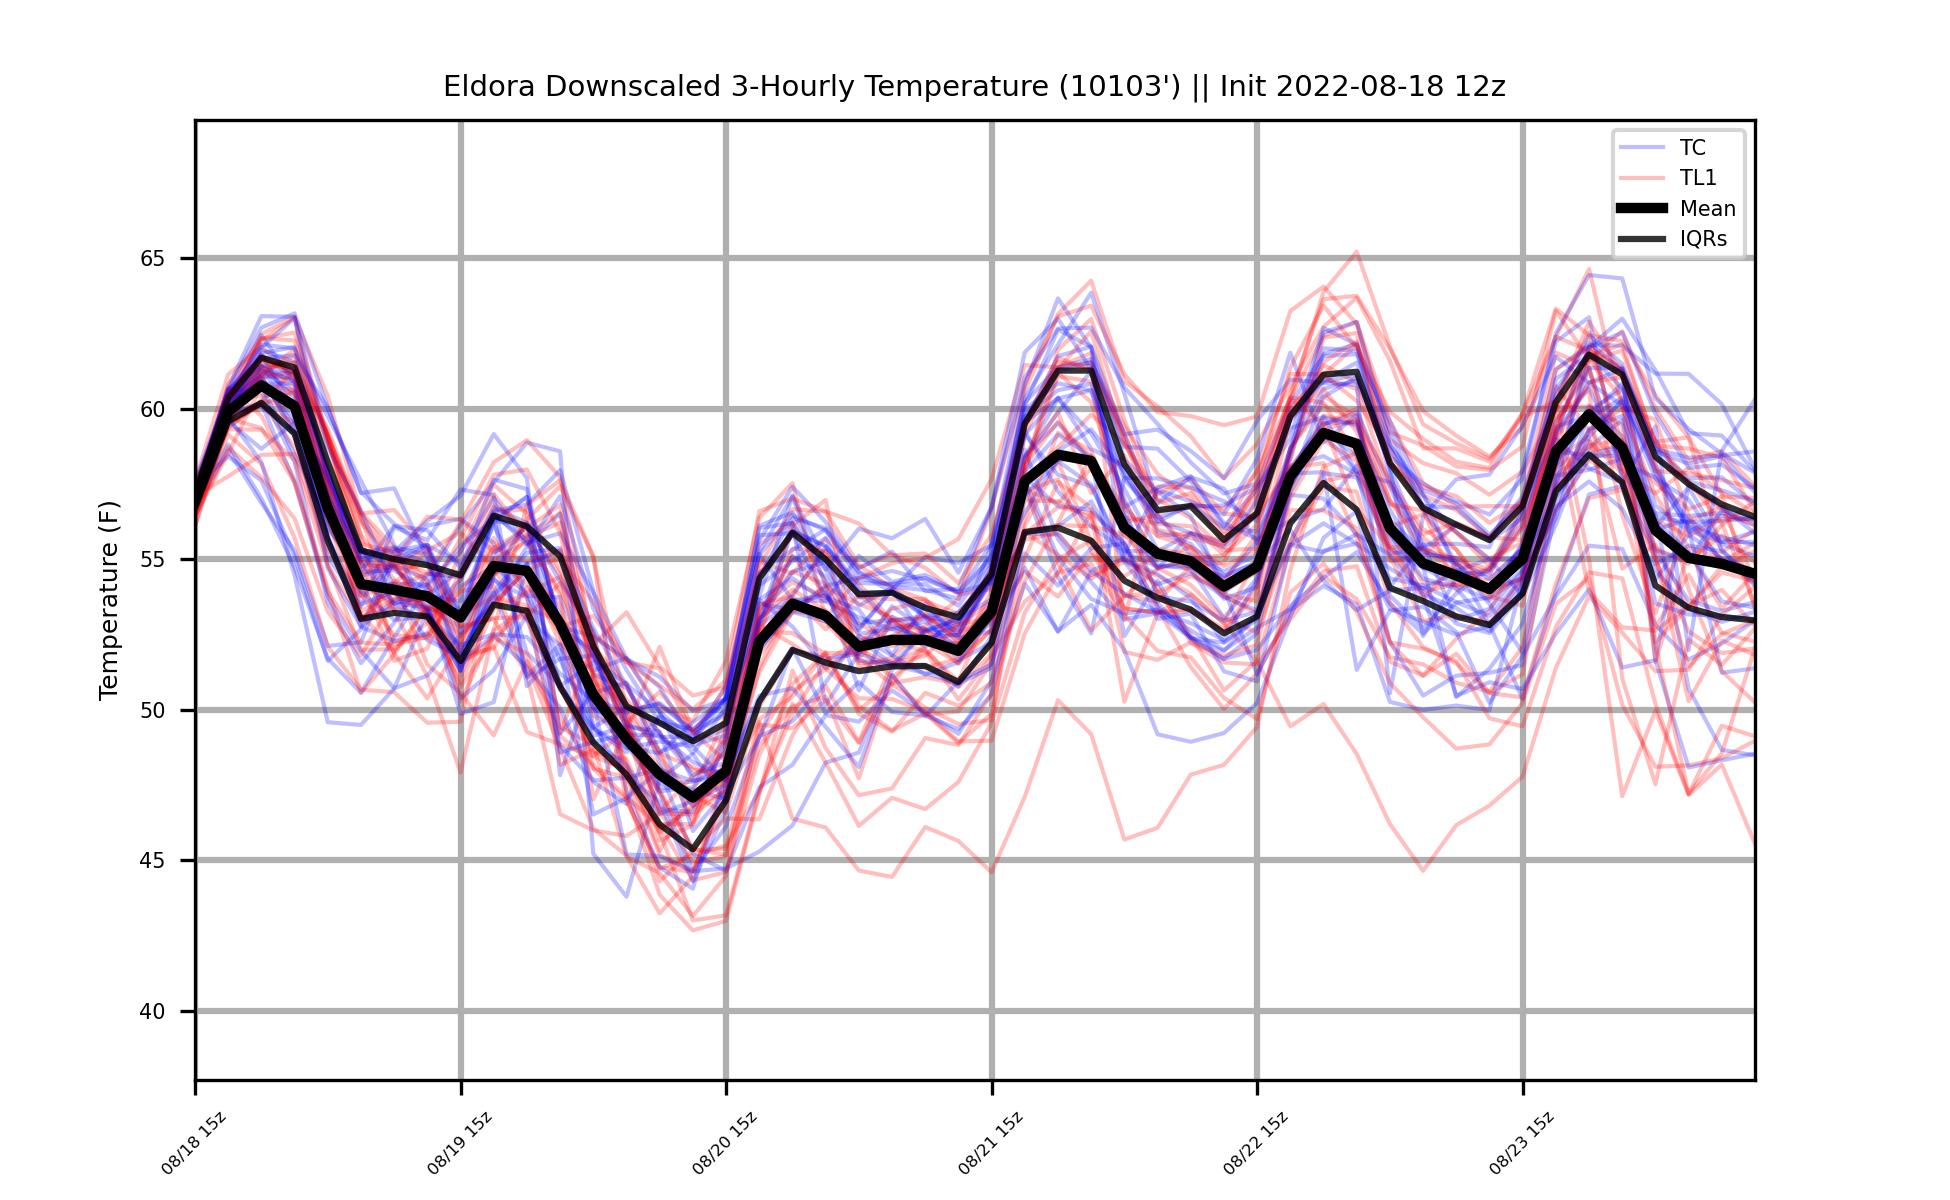 Eldora Downscaled 3-Hourly Temperature (10103') || Init 2022-08-18 12z
TC
TL1
Mean
IQRs
Temperature (F)
65
60
55
50
45
40
08/18 15z
08/19 15z
08/20 15z
08/21 15z
08/22 15z
08/23 15z